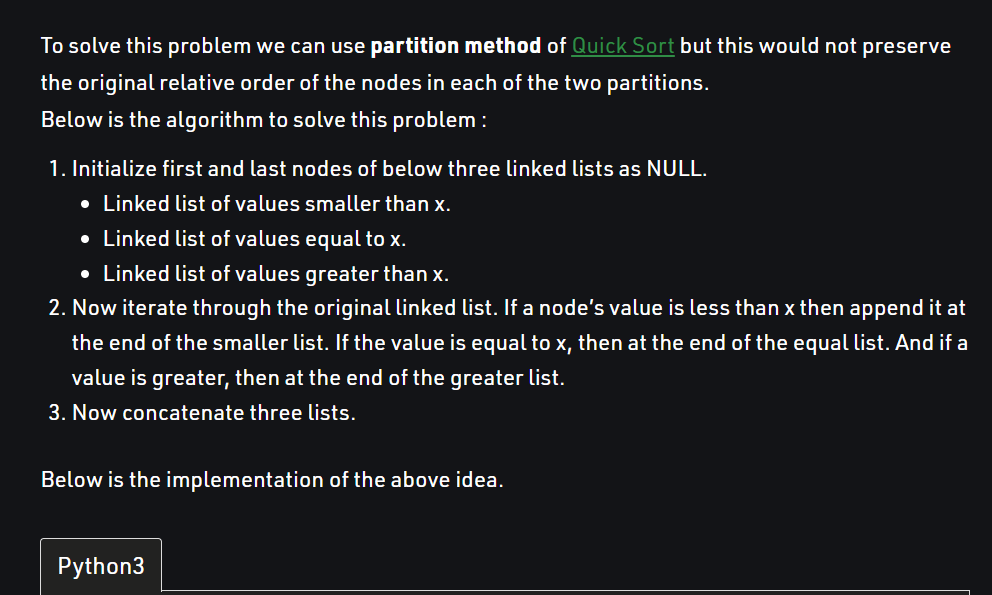 To solve this problem we can use partition method of Quick Sort but this would not preserve
the original relative order of the nodes in each of the two partitions.
Below is the algorithm to solve this problem :
1. Initialize first and last nodes of below three linked lists as NULL.
• Linked list of values smaller than x.
• Linked list of values equal to x.
• Linked list of values greater than x.
2. Now iterate through the original linked list. If a node’s value is less than x then append it at
the end of the smaller list. If the value is equal to x, then at the end of the equal list. And if a
value is greater, then at the end of the greater list.
3. Now concatenate three lists.
Below is the implementation of the above idea.
Python3